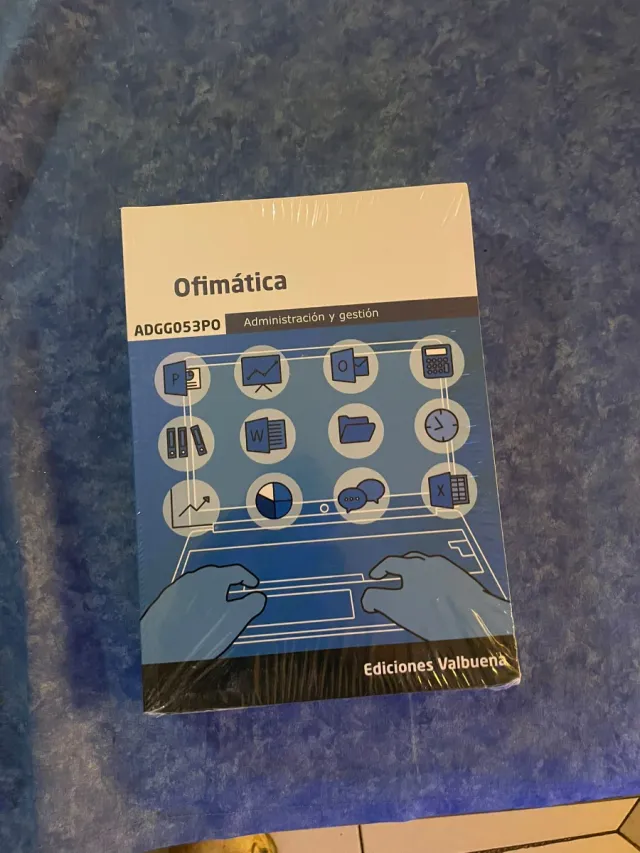 Ofimática
ADGG053PO
Administración y gestión
P
O
W
X
Ediciones Valbuena